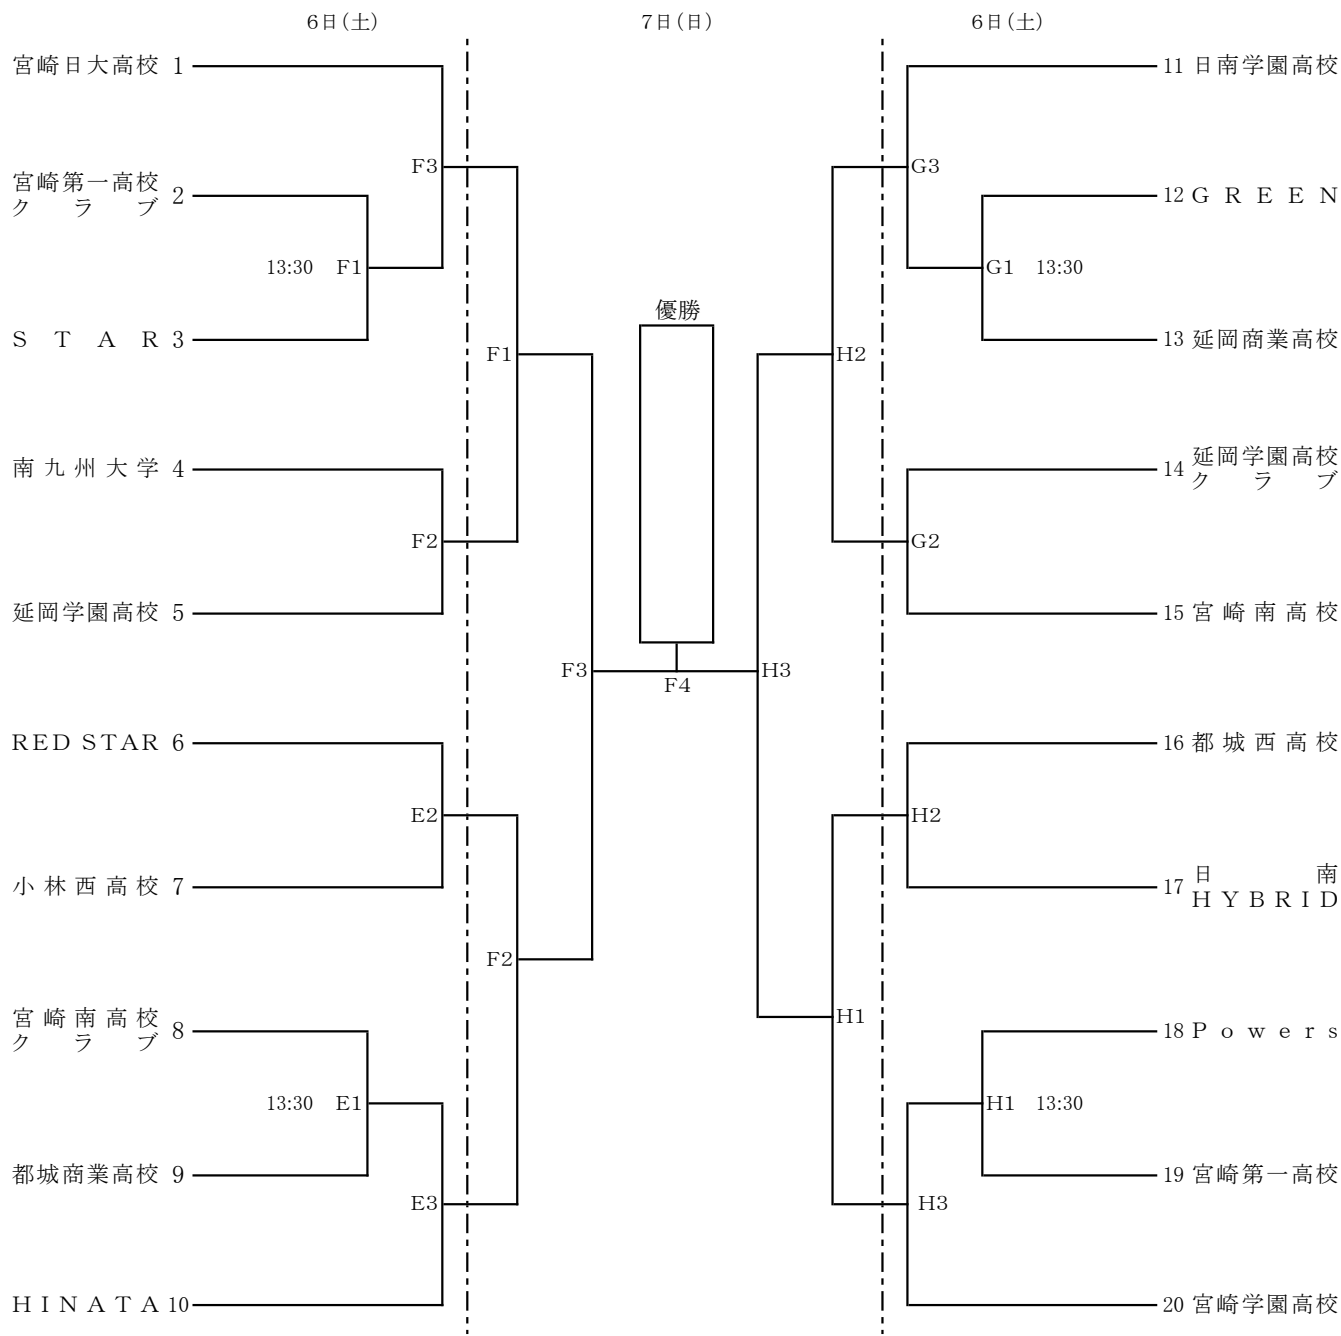 6日(土) 7日(日) 6日(土)
宮崎日大高校 1
11 日南学園高校
F3
G3
宮崎第一高校
クラブ 2
12 GREEN
13:30 F1
G1 13:30
優勝
STAR 3
13 延岡商業高校
F1
H2
南九州大学 4
14 延岡学園高校
クラブ
F2
G2
延岡学園高校 5
15 宮崎南高校
F3
H3
F4
RED STAR 6
16 都城西高校
E2
H2
小林西高校 7
17 日南
HYBRID
F2
H1
宮崎南高校
クラブ 8
18 Powers
13:30 E1
H1 13:30
都城商業高校 9
19 宮崎第一高校
E3
H3
HINATA 10
20 宮崎学園高校